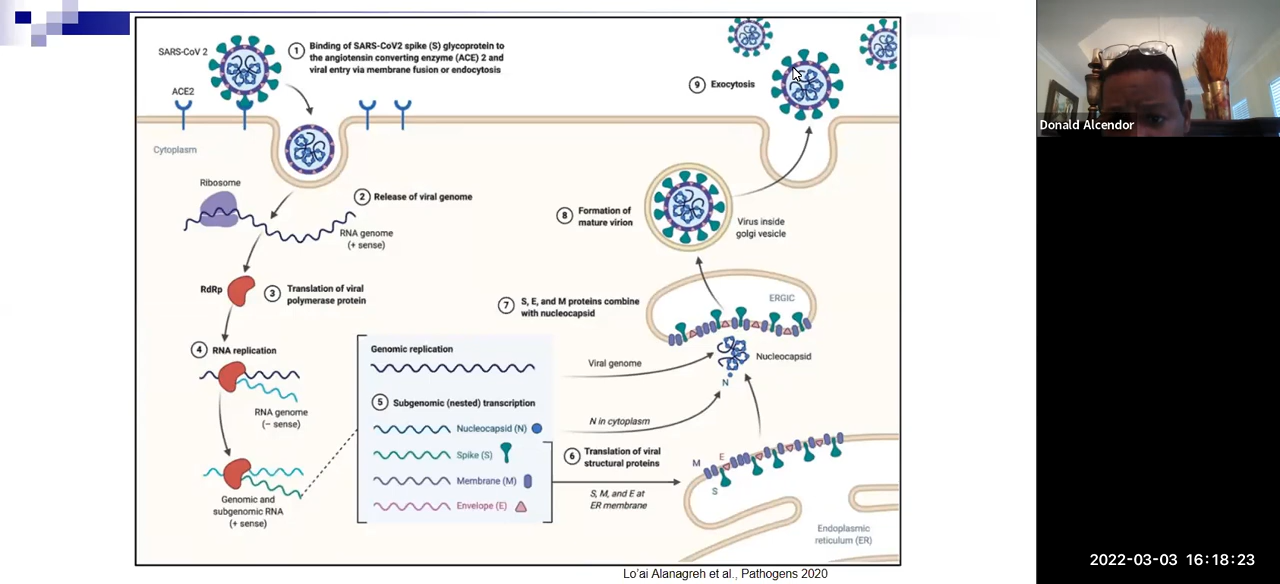 SARS-CoV 2
1
Binding of SARS-CoV2 spike (S) glycoprotein to
the angiotensin converting enzyme (ACE) 2 and
viral entry via membrane fusion or endocytosis
ACE2
Cytoplasm
9 Exocytosis
Donald Alcendor
Ribosome
2 Release of viral genome
RNA genome
(+ sense)
8 Formation of
mature virion
Virus inside
golgi vesicle
RdRp
3 Translation of viral
polymerase protein
7 S, E, and M proteins combine
with nucleocapsid
ERGIC
4 RNA replication
Genomic replication
Viral genome
Nucleocapsid
N
RNA genome
(− sense)
5 Subgenomic (nested) transcription
Nucleocapsid (N)
Spike (S)
Membrane (M)
Envelope (E)
N in cytoplasm
6 Translation of viral
structural proteins
S, M, and E at
ER membrane
M
E
S
Genomic and
subgenomic RNA
(+ sense)
Endoplasmic
reticulum (ER)
2022-03-03 16:18:23
Lo'ai Alanagreh et al., Pathogens 2020